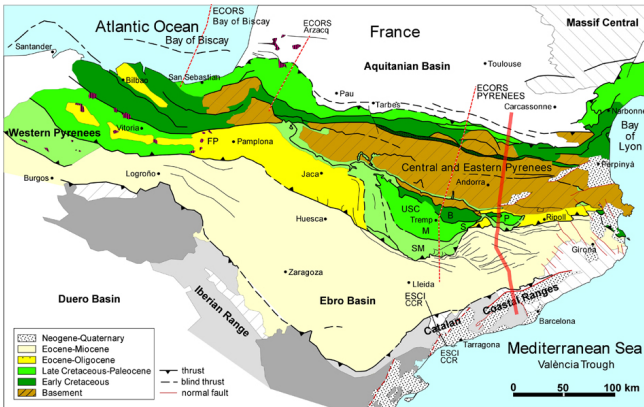 Atlantic Ocean
Bay of Biscay
ECORS
Bay of Biscay
ECORS
Arzacq
France
Massif Central
Santander
Bilbao
San Sebastian
Aquitanian Basin
Toulouse
ECORS
PYRENEES
Pau
Tarbes
Carcassonne
Narbonne
Bay
of
Lyon
Western Pyrenees
Vitoria
FP
Pamplona
Central and Eastern Pyrenees
Perpinyá
Burgos
Logroño
Jaca
Andorra
USC
Tremp
B
M
S
P
Ripoll
Huesca
SM
Girona
Zaragoza
Lleida
Duero Basin
Iberian Range
Ebro Basin
ESCI
CCR
Catalan
Coastal Ranges
Barcelona
Tarragona
ESCI
CCR
Mediterranean Sea
València Trough
Neogene-Quaternary
Eocene-Miocene
Eocene-Oligocene
Late Cretaceous-Paleocene
Early Cretaceous
Basement
thrust
blind thrust
normal fault
0 50 100 km